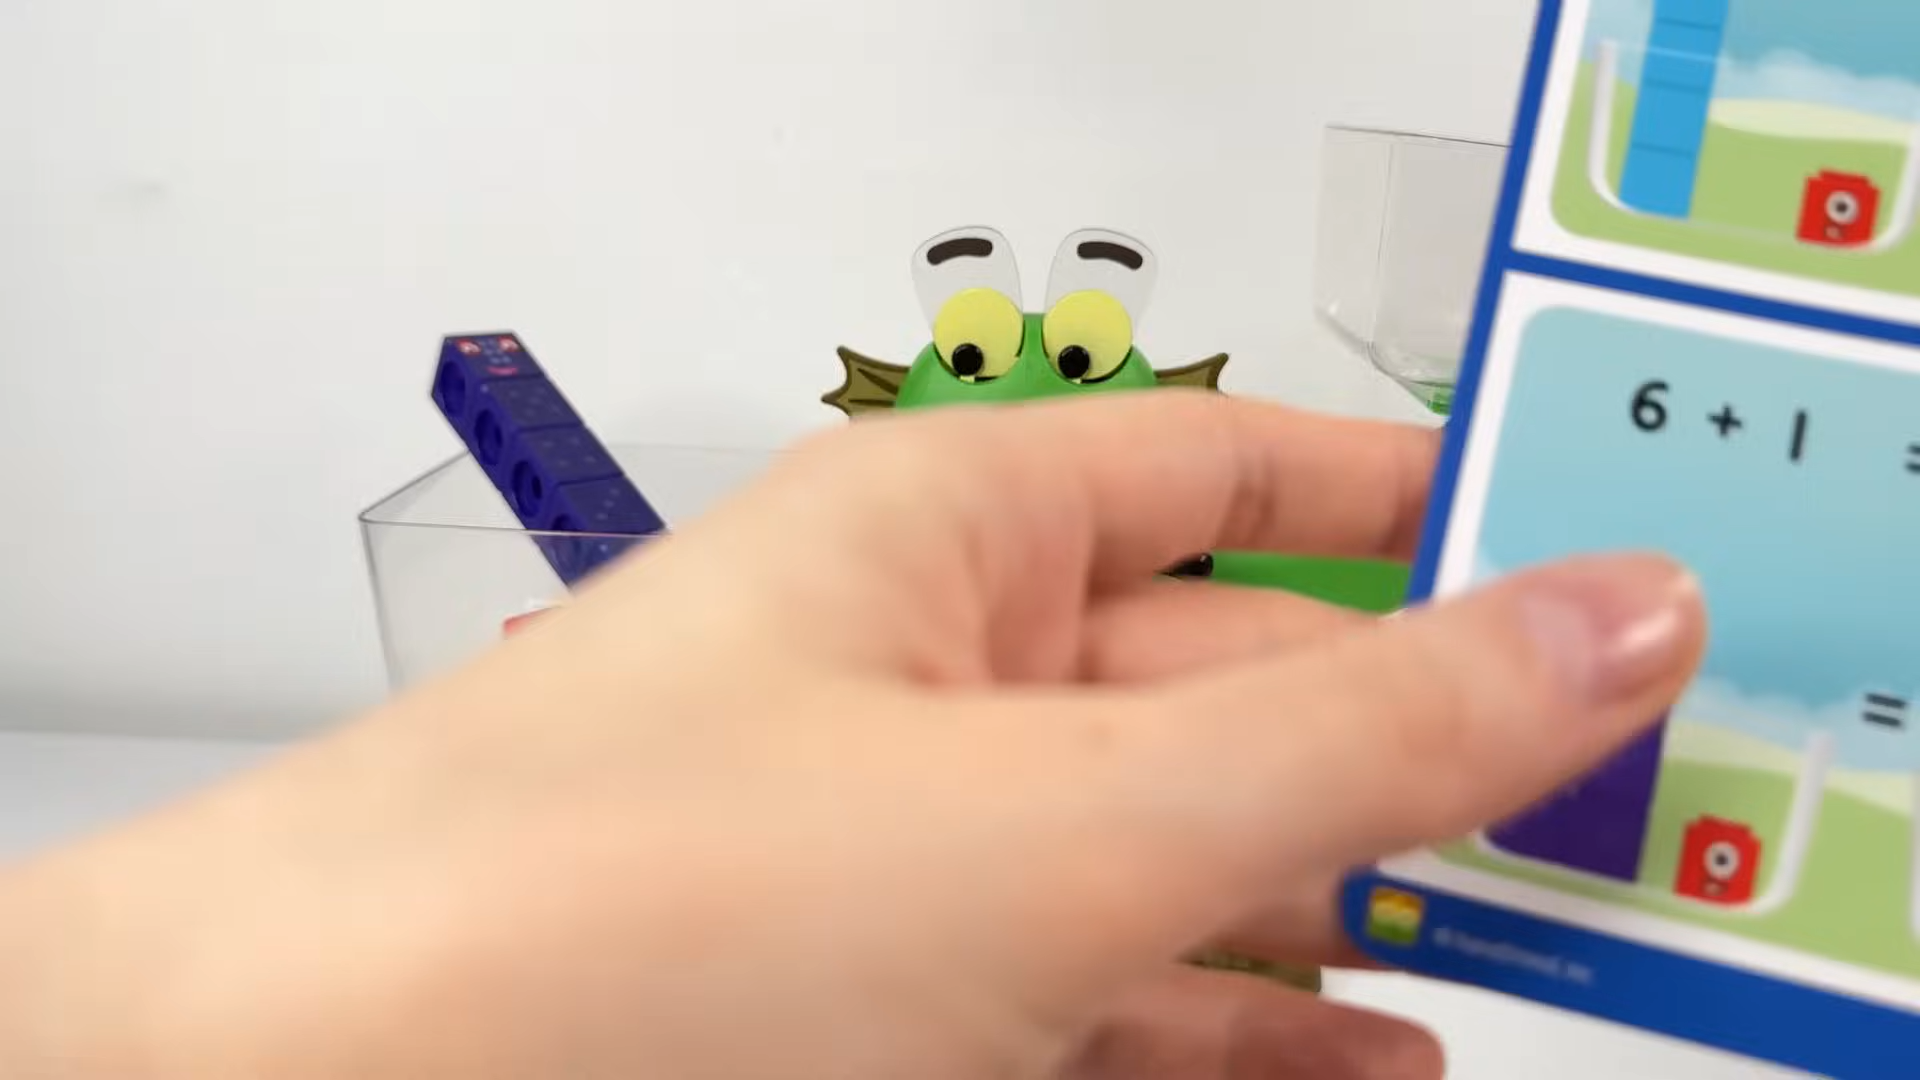 6 + 1 =
=